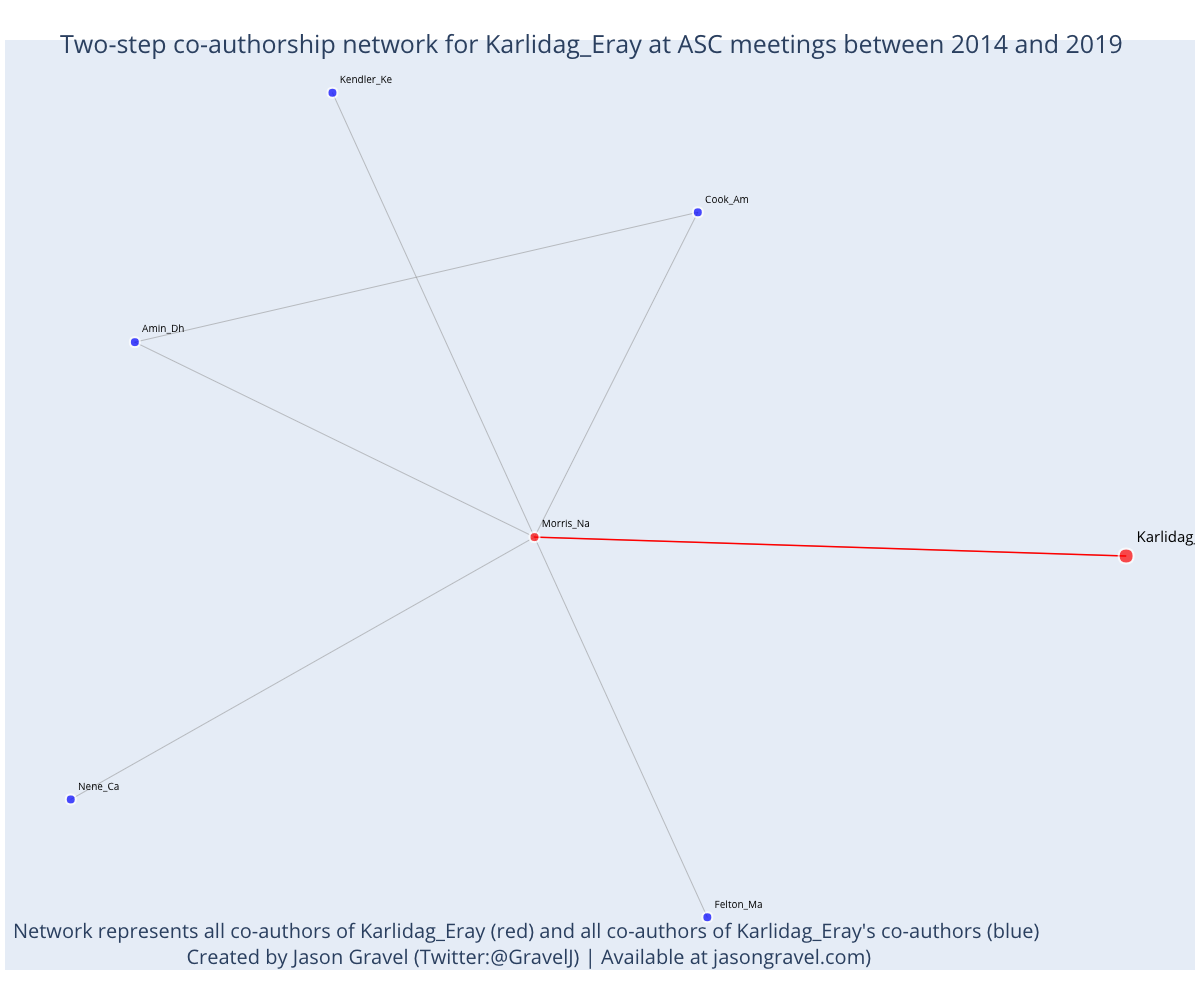 Two-step co-authorship network for Karlidag_Eray at ASC meetings between 2014 and 2019
Kendler_Ke
Cook_Am
Amin_Dh
Morris_Na
Karlidag_
Nene_Ca
Felton_Ma
Network represents all co-authors of Karlidag_Eray (red) and all co-authors of Karlidag_Eray's co-authors (blue)
Created by Jason Gravel (Twitter:@GravelJ) | Available at jasongravel.com)